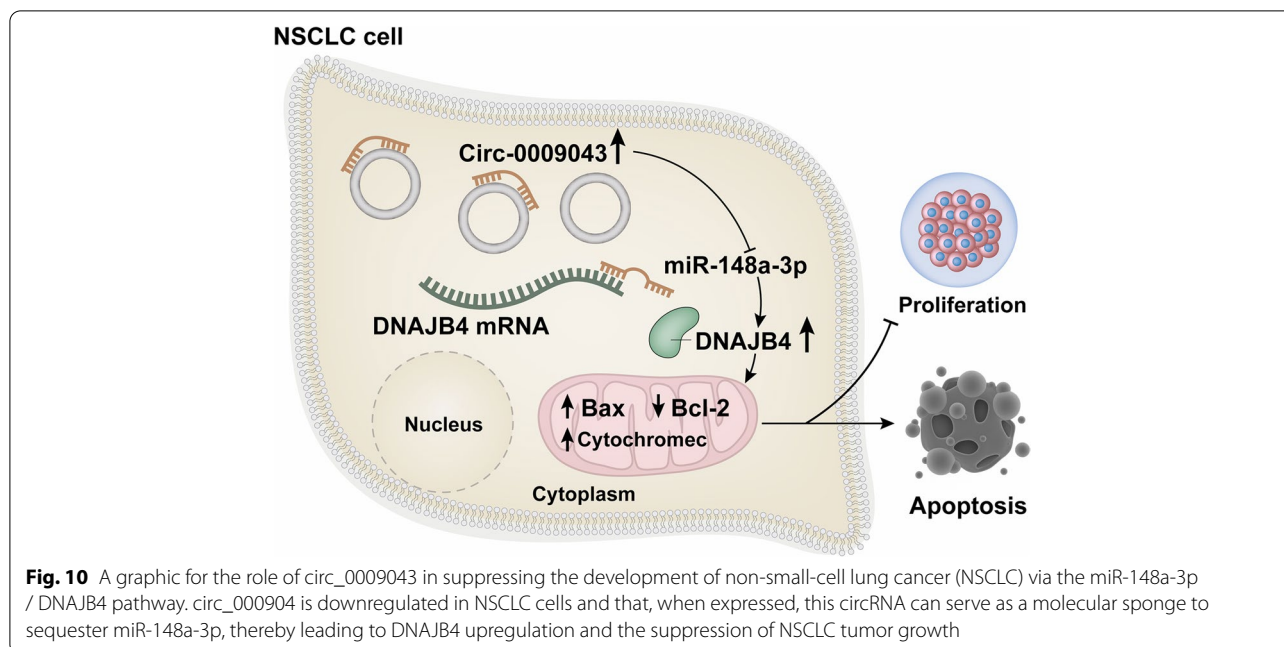 NSCLC cell
Circ-0009043
miR-148a-3p
DNAJB4 mRNA
DNAJB4
Proliferation
Bax Bcl-2
Cytochromec
Nucleus
Cytoplasm
Apoptosis
Fig. 10 A graphic for the role of circ_0009043 in suppressing the development of non-small-cell lung cancer (NSCLC) via the miR-148a-3p
/ DNAJB4 pathway. circ_000904 is downregulated in NSCLC cells and that, when expressed, this circRNA can serve as a molecular sponge to
sequester miR-148a-3p, thereby leading to DNAJB4 upregulation and the suppression of NSCLC tumor growth